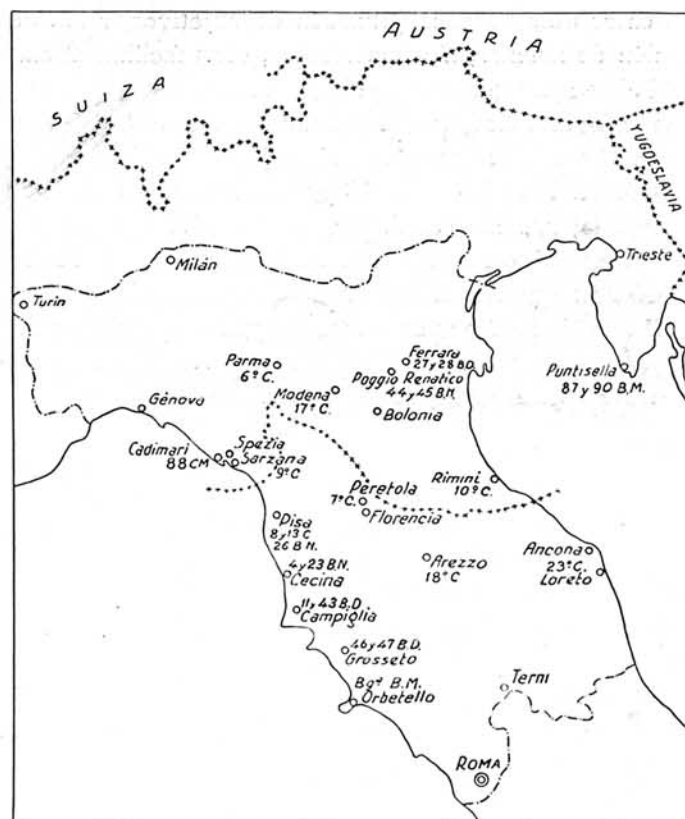 AUSTRIA
SUIZA
YUGOESLAVIA
Milán
Trieste
Turin
Ferrara
27 y 28 B.D.
Parma
6º C.
Poggio Renatico
44 y 45 B.N.
Puntisella
87 y 90 B.M.
Modena
17º C.
Génova
Bolonia
Spezia
Cadimari
88 CM
Sarzana
9º C
Rimini
10º C.
Peretola
7º C.
Florencia
Pisa
8 y 13 C
26 B.N.
Ancona
23º C.
Loreto
Arezzo
18º C
4 y 23 B.N.
Cecina
11 y 43 B.D.
Campiglia
46 y 47 B.D.
Grosseto
Terni
B.M.
Orbetello
ROMA